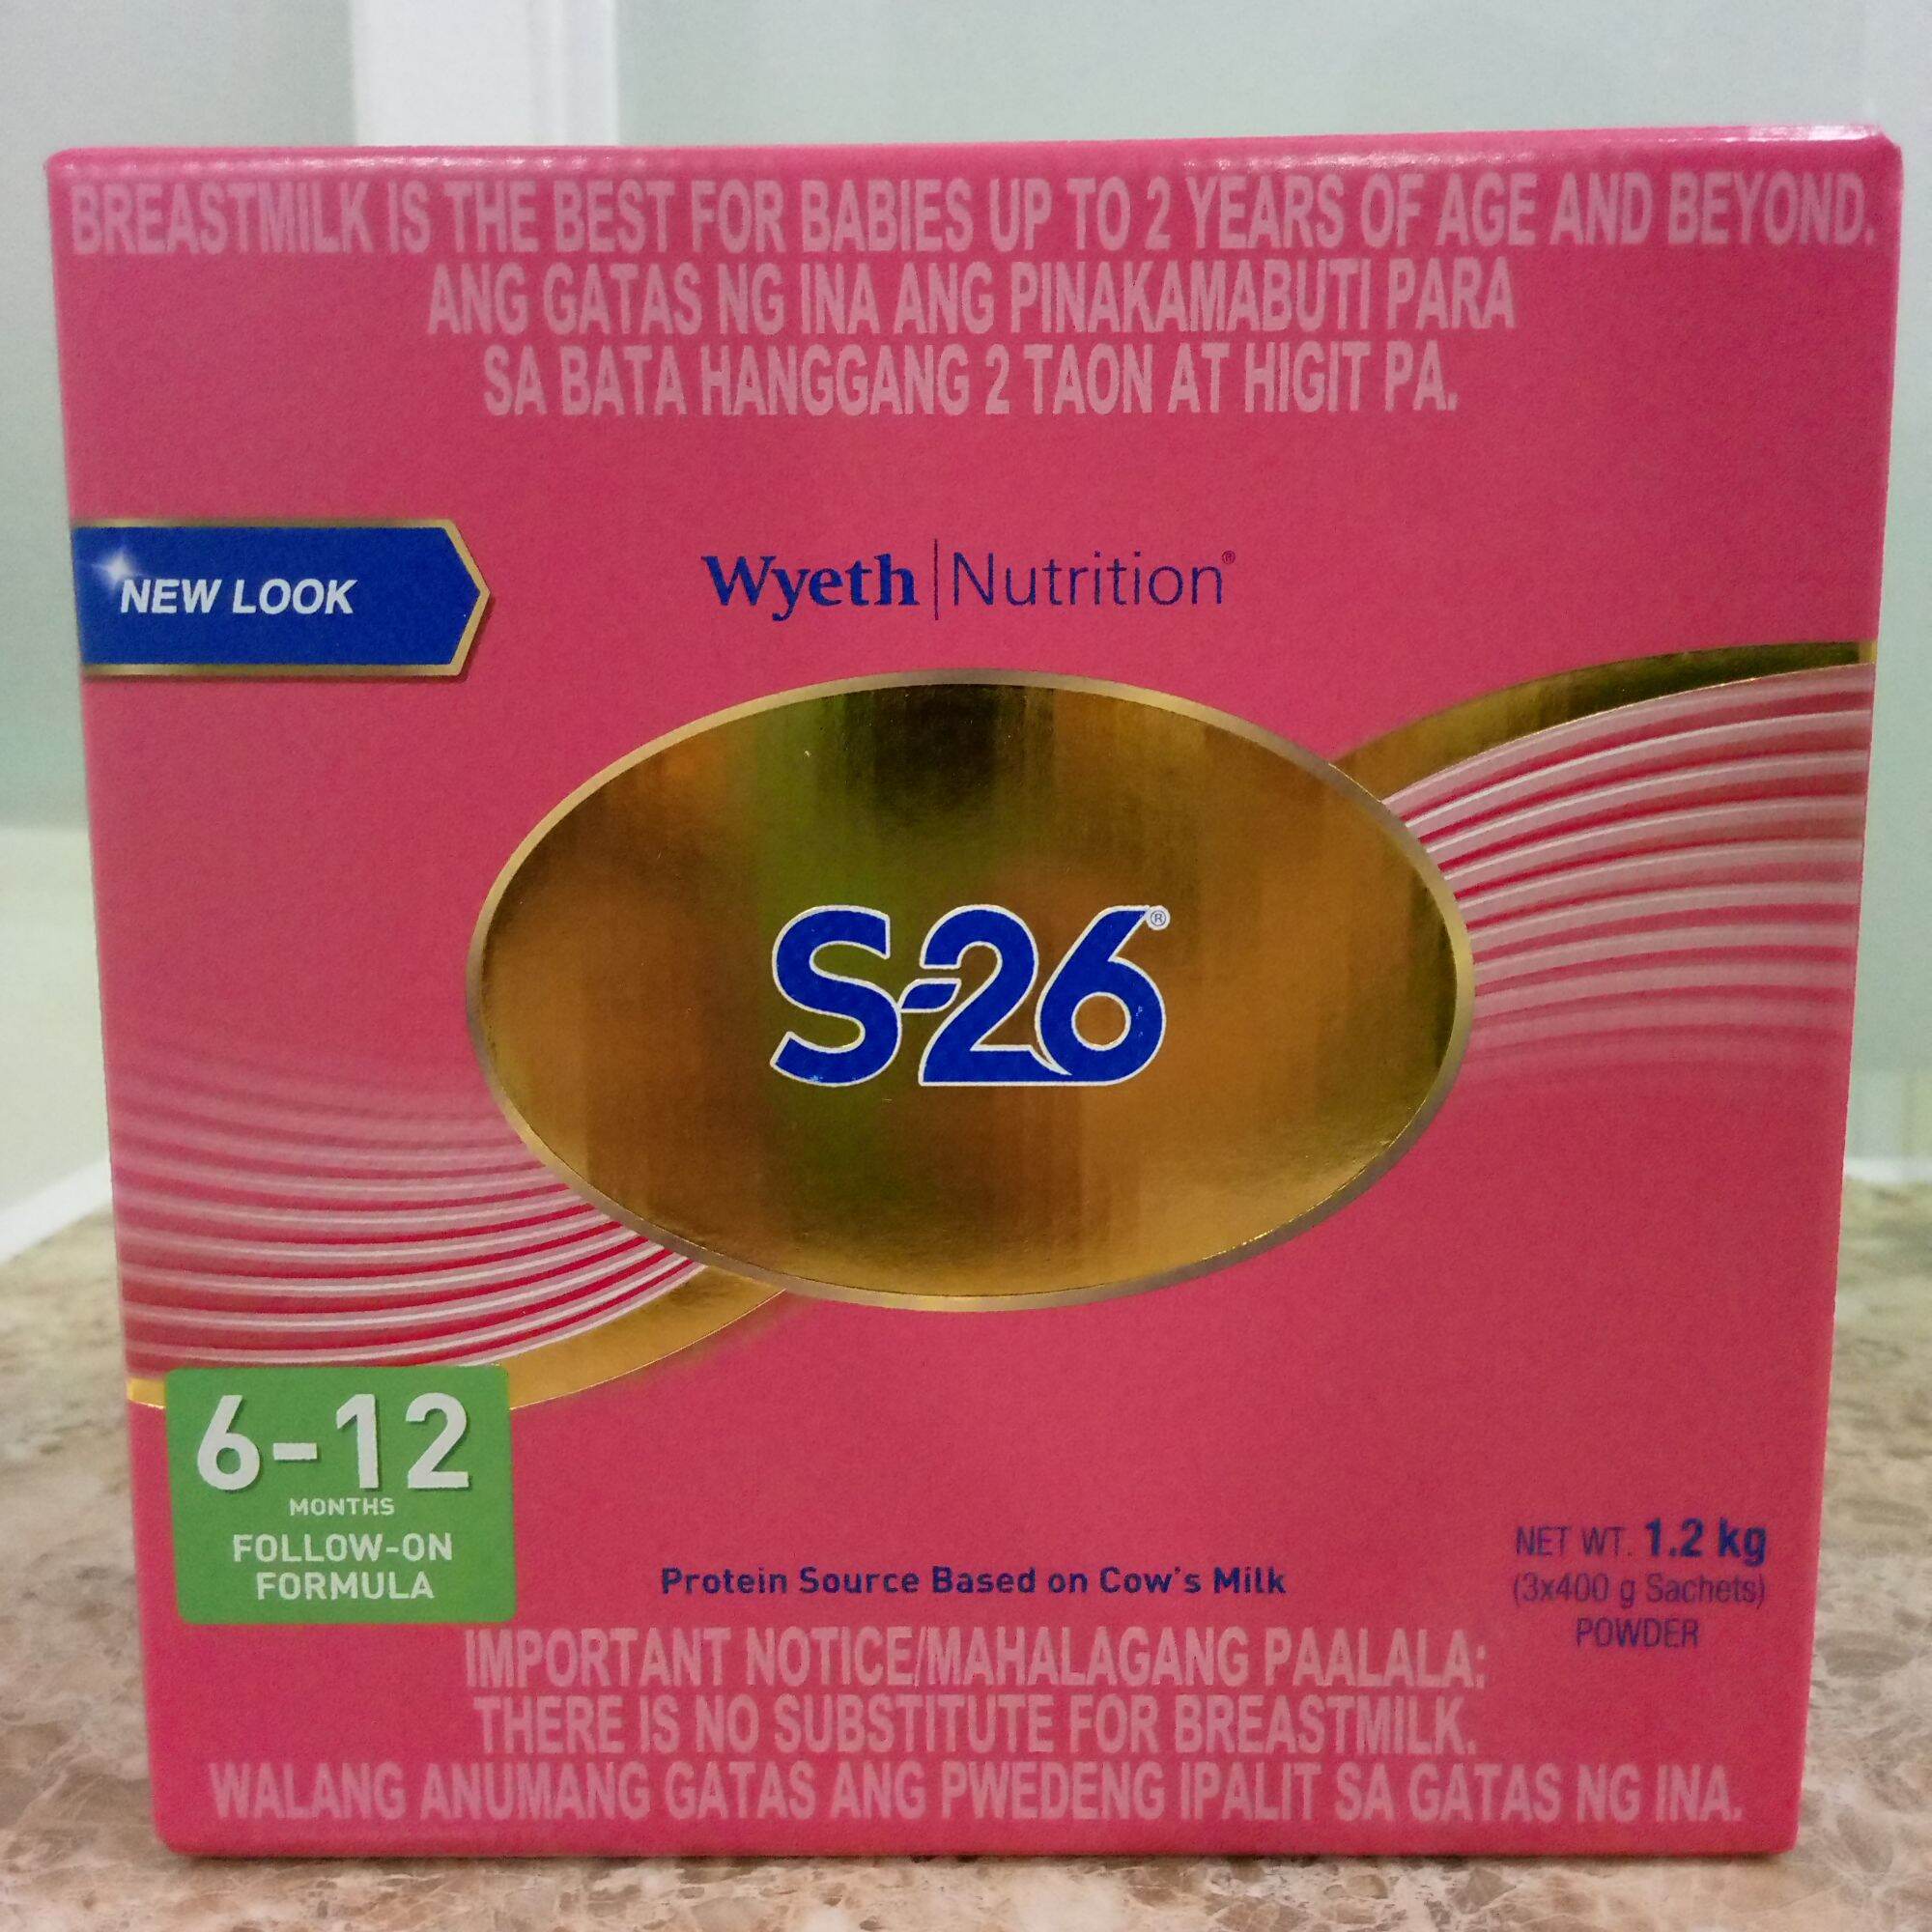 BREASTMILK IS THE BEST FOR BABIES UP TO 2 YEARS OF AGE AND BEYOND.
ANG GATAS NG INA ANG PINAKAMABUTI PARA
SA BATA HANGGANG 2 TAON AT HIGIT PA.
NEW LOOK
Wyeth | Nutrition®
S-26®
6-12
MONTHS
FOLLOW-ON
FORMULA
Protein Source Based on Cow's Milk
NET WT. 1.2 kg
(3x400 g Sachets)
POWDER
IMPORTANT NOTICE/MAHALAGANG PAALALA:
THERE IS NO SUBSTITUTE FOR BREASTMILK.
WALANG ANUMANG GATAS ANG PWEDENG IPALIT SA GATAS NG INA.